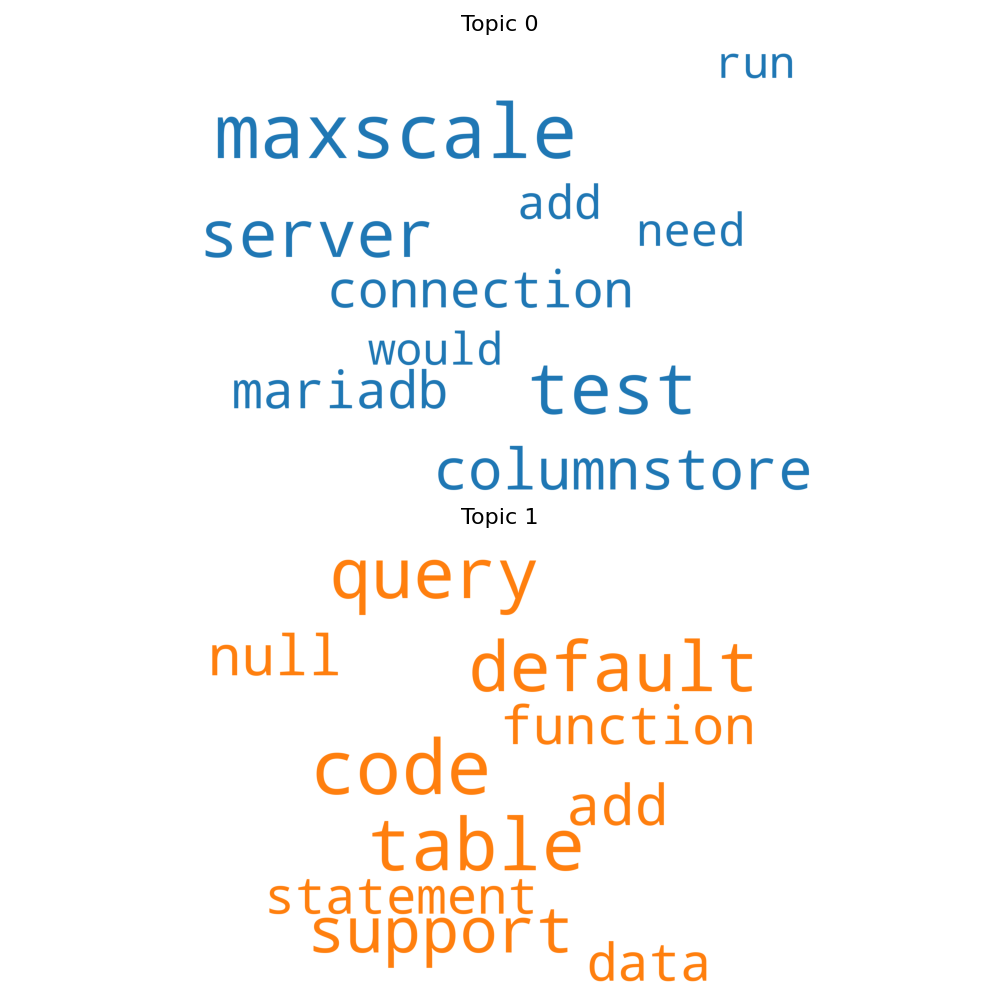 Topic 0
run
maxscale
add
need
server
connection
would
mariadb
test
columnstore
Topic 1
query
null
default
function
code
add
table
statement
support
data